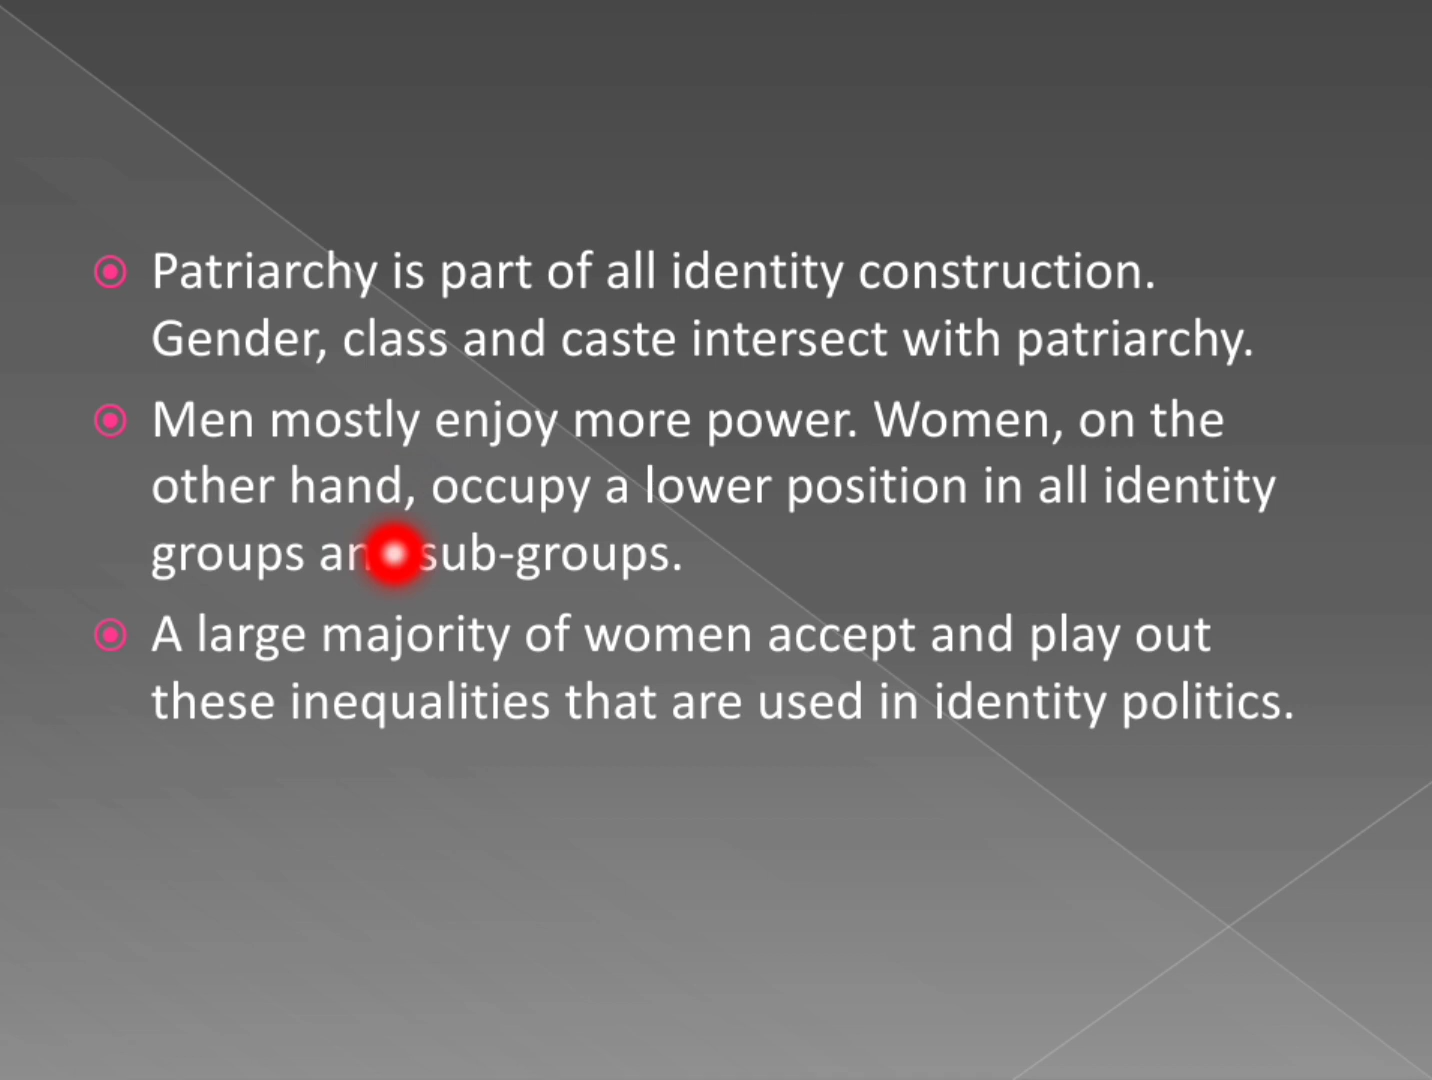 Patriarchy is part of all identity construction.
Gender, class and caste intersect with patriarchy.
Men mostly enjoy more power. Women, on the
other hand, occupy a lower position in all identity
groups and sub-groups.
A large majority of women accept and play out
these inequalities that are used in identity politics.